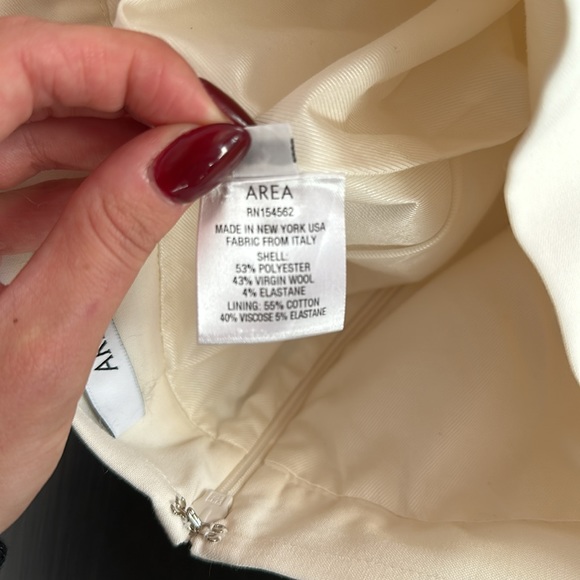 AREA
RN154562
MADE IN NEW YORK USA
FABRIC FROM ITALY
SHELL:
53% POLYESTER
43% VIRGIN WOOL
4% ELASTANE
LINING: 55% COTTON
40% VISCOSE 5% ELASTANE